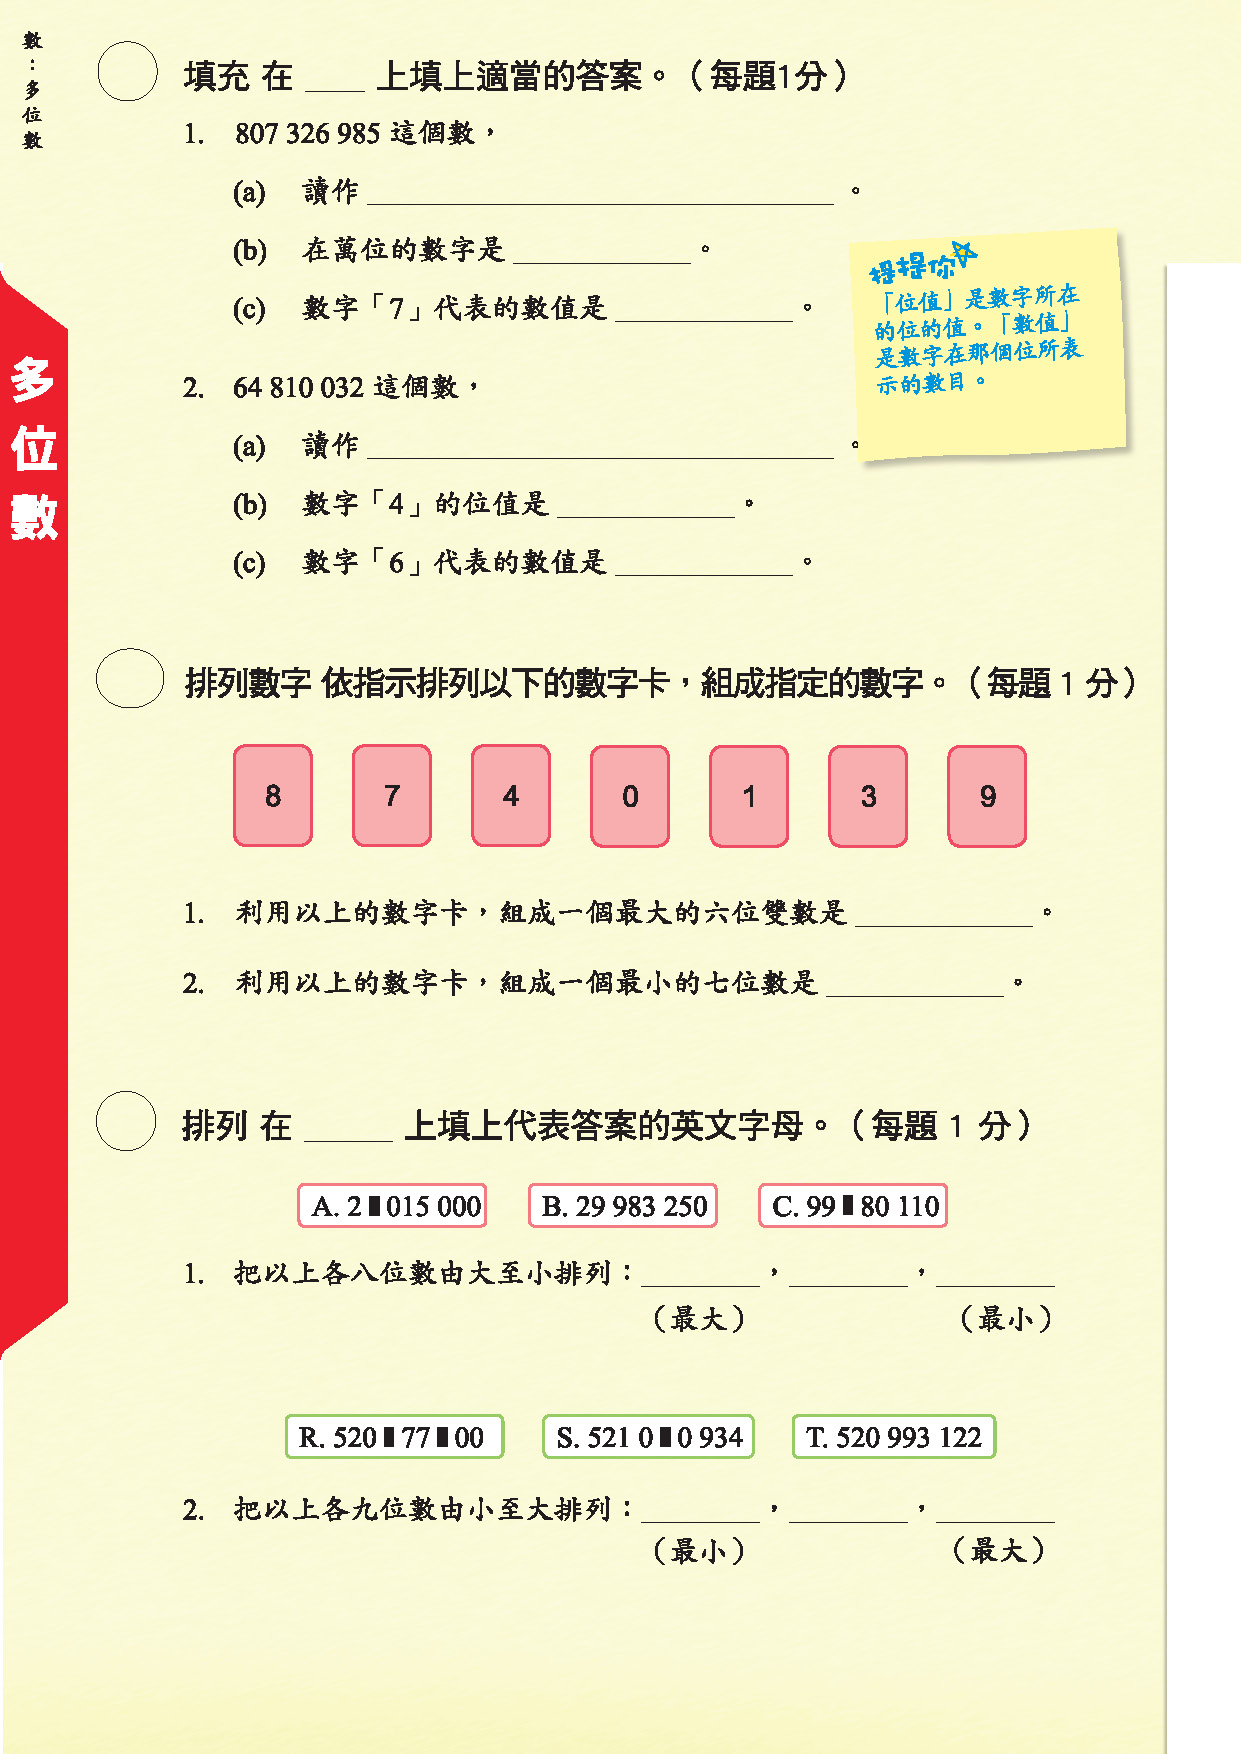 數：多位數
填充 在 ____ 上填上適當的答案。（每題1分）
1. 807 326 985 這個數，
(a) 讀作 ________________ 。
(b) 在萬位的數字是 ____________ 。
(c) 數字「7」代表的數值是 ____________ 。
提提你
「位值」是數字所在
的位的值。「數值」
是數字在那個位所表
示的數目。
多位數
2. 64 810 032 這個數，
(a) 讀作 ________________ 。
(b) 數字「4」的位值是 ____________ 。
(c) 數字「6」代表的數值是 ____________ 。
排列數字 依指示排列以下的數字卡，組成指定的數字。（每題 1 分）
8 7 4 0 1 3 9
1. 利用以上的數字卡，組成一個最大的六位雙數是 ____________ 。
2. 利用以上的數字卡，組成一個最小的七位數是 ____________ 。
排列 在 ______ 上填上代表答案的英文字母。（每題 1 分）
A. 2▮015 000 B. 29 983 250 C. 99▮80 110
1. 把以上各八位數由大至小排列：________，________，________
（最大） （最小）
R. 520▮77▮00 S. 521 0▮0 934 T. 520 993 122
2. 把以上各九位數由小至大排列：________，________，________
（最小） （最大）